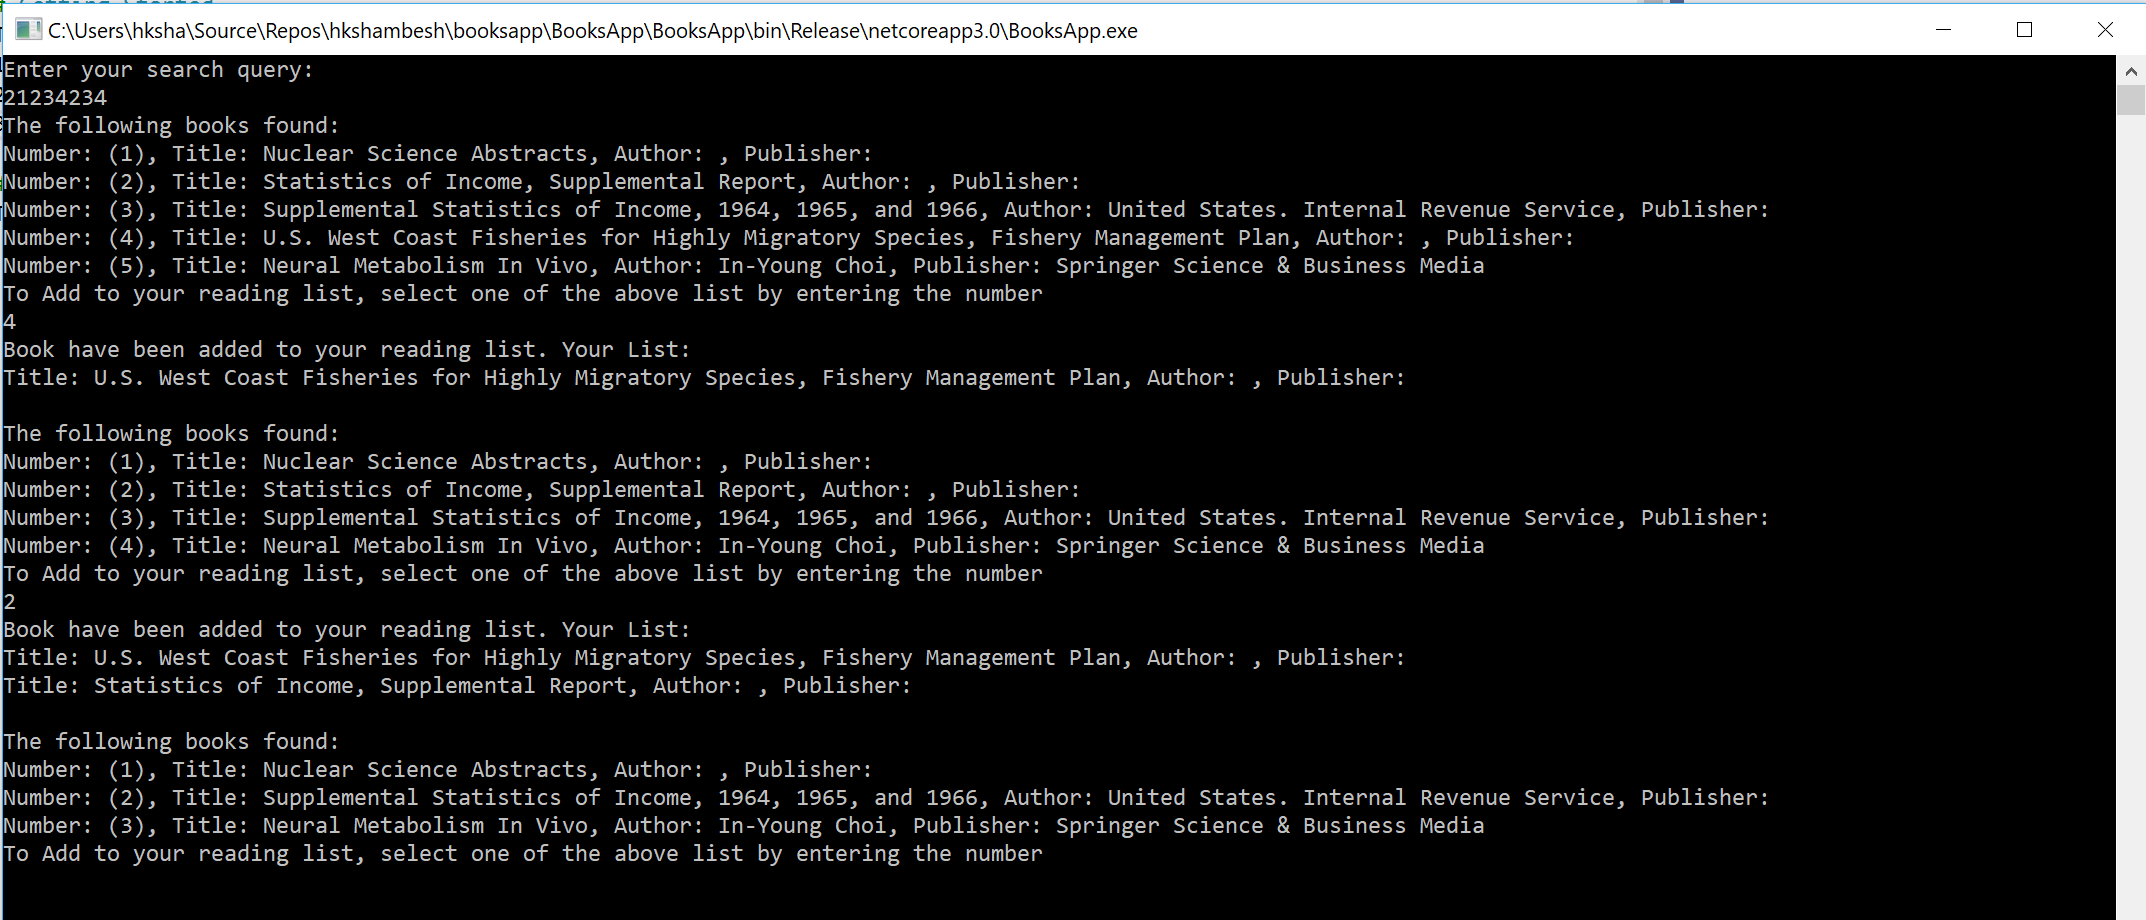 C:\Users\hksha\Source\Repos\hkshambesh\booksapp\BooksApp\BooksApp\bin\Release\netcoreapp3.0\BooksApp.exe
Enter your search query:
21234234
The following books found:
Number: (1), Title: Nuclear Science Abstracts, Author: , Publisher:
Number: (2), Title: Statistics of Income, Supplemental Report, Author: , Publisher:
Number: (3), Title: Supplemental Statistics of Income, 1964, 1965, and 1966, Author: United States. Internal Revenue Service, Publisher:
Number: (4), Title: U.S. West Coast Fisheries for Highly Migratory Species, Fishery Management Plan, Author: , Publisher:
Number: (5), Title: Neural Metabolism In Vivo, Author: In-Young Choi, Publisher: Springer Science & Business Media
To Add to your reading list, select one of the above list by entering the number
4
Book have been added to your reading list. Your List:
Title: U.S. West Coast Fisheries for Highly Migratory Species, Fishery Management Plan, Author: , Publisher:
The following books found:
Number: (1), Title: Nuclear Science Abstracts, Author: , Publisher:
Number: (2), Title: Statistics of Income, Supplemental Report, Author: , Publisher:
Number: (3), Title: Supplemental Statistics of Income, 1964, 1965, and 1966, Author: United States. Internal Revenue Service, Publisher:
Number: (4), Title: Neural Metabolism In Vivo, Author: In-Young Choi, Publisher: Springer Science & Business Media
To Add to your reading list, select one of the above list by entering the number
2
Book have been added to your reading list. Your List:
Title: U.S. West Coast Fisheries for Highly Migratory Species, Fishery Management Plan, Author: , Publisher:
Title: Statistics of Income, Supplemental Report, Author: , Publisher:
The following books found:
Number: (1), Title: Nuclear Science Abstracts, Author: , Publisher:
Number: (2), Title: Supplemental Statistics of Income, 1964, 1965, and 1966, Author: United States. Internal Revenue Service, Publisher:
Number: (3), Title: Neural Metabolism In Vivo, Author: In-Young Choi, Publisher: Springer Science & Business Media
To Add to your reading list, select one of the above list by entering the number